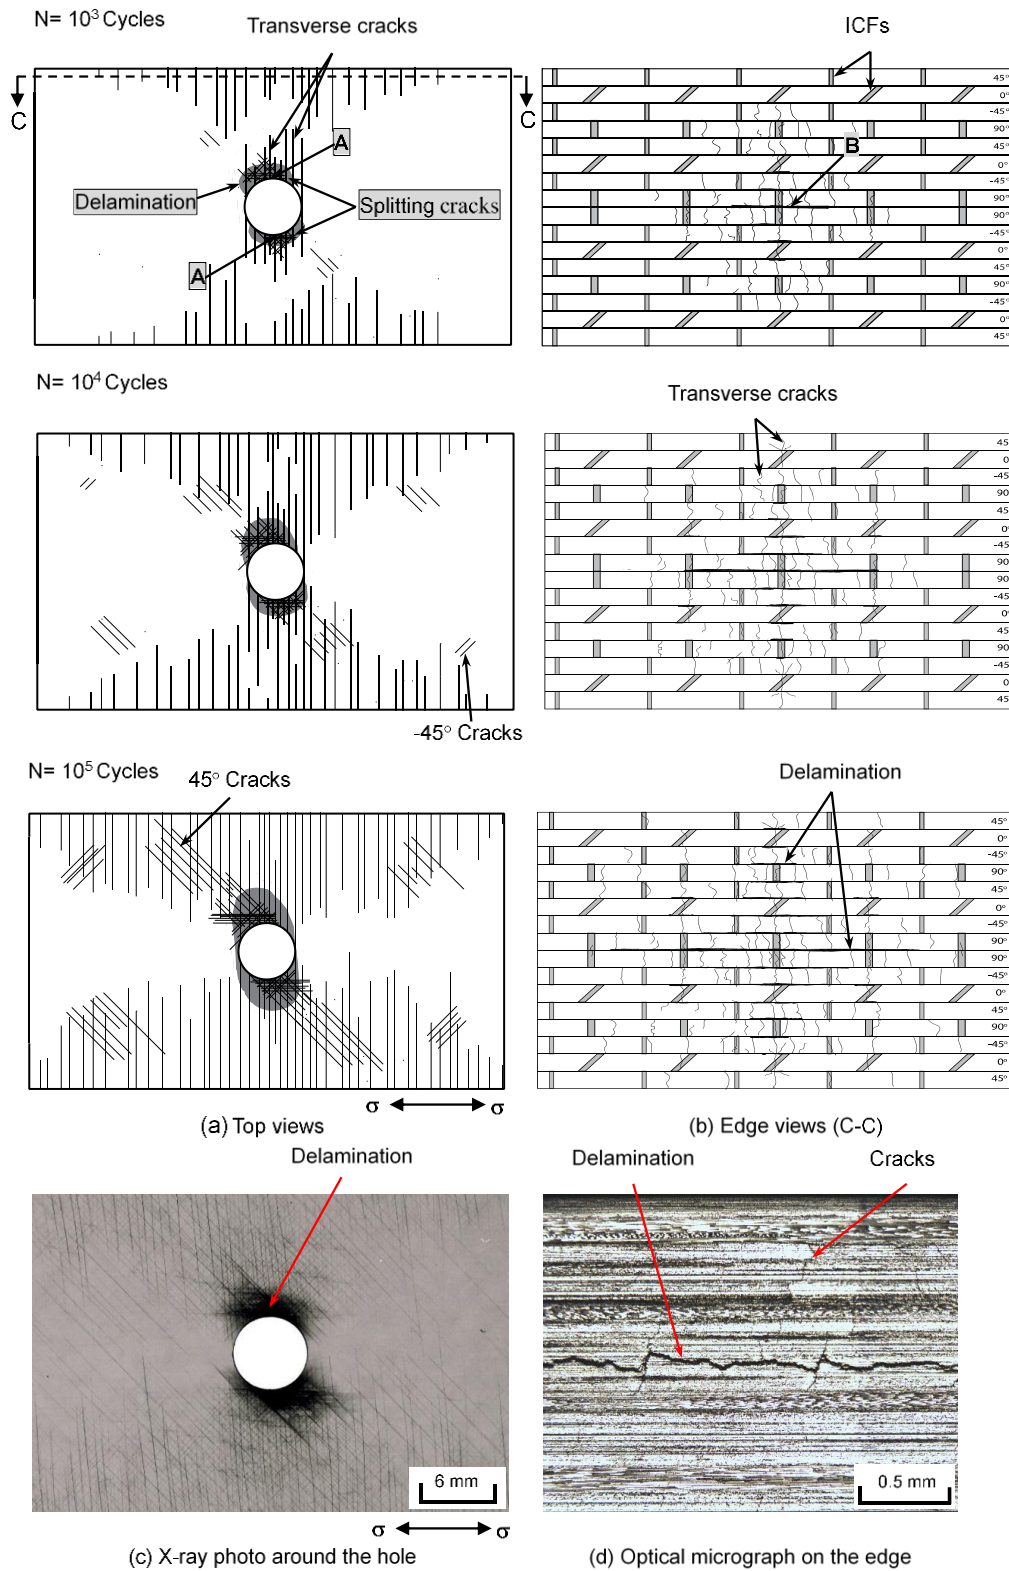 N= 10³ Cycles
Transverse cracks
ICFs
C
C
A
Delamination
Splitting cracks
A
B
45°
0°
-45°
90°
45°
0°
-45°
90°
90°
-45°
0°
45°
90°
-45°
0°
45°
N= 10⁴ Cycles
Transverse cracks
45
0
-45
90
45
0°
-45
90
90
-45
0°
45
90
-45
0
45
-45° Cracks
N= 10⁵ Cycles
45° Cracks
Delamination
45°
0°
-45°
90°
45°
0°
-45°
90°
90°
-45°
0°
45°
90°
-45°
0°
45°
σ σ
(a) Top views
(b) Edge views (C-C)
Delamination
Delamination
Cracks
6 mm
0.5 mm
σ σ
(c) X-ray photo around the hole
(d) Optical micrograph on the edge